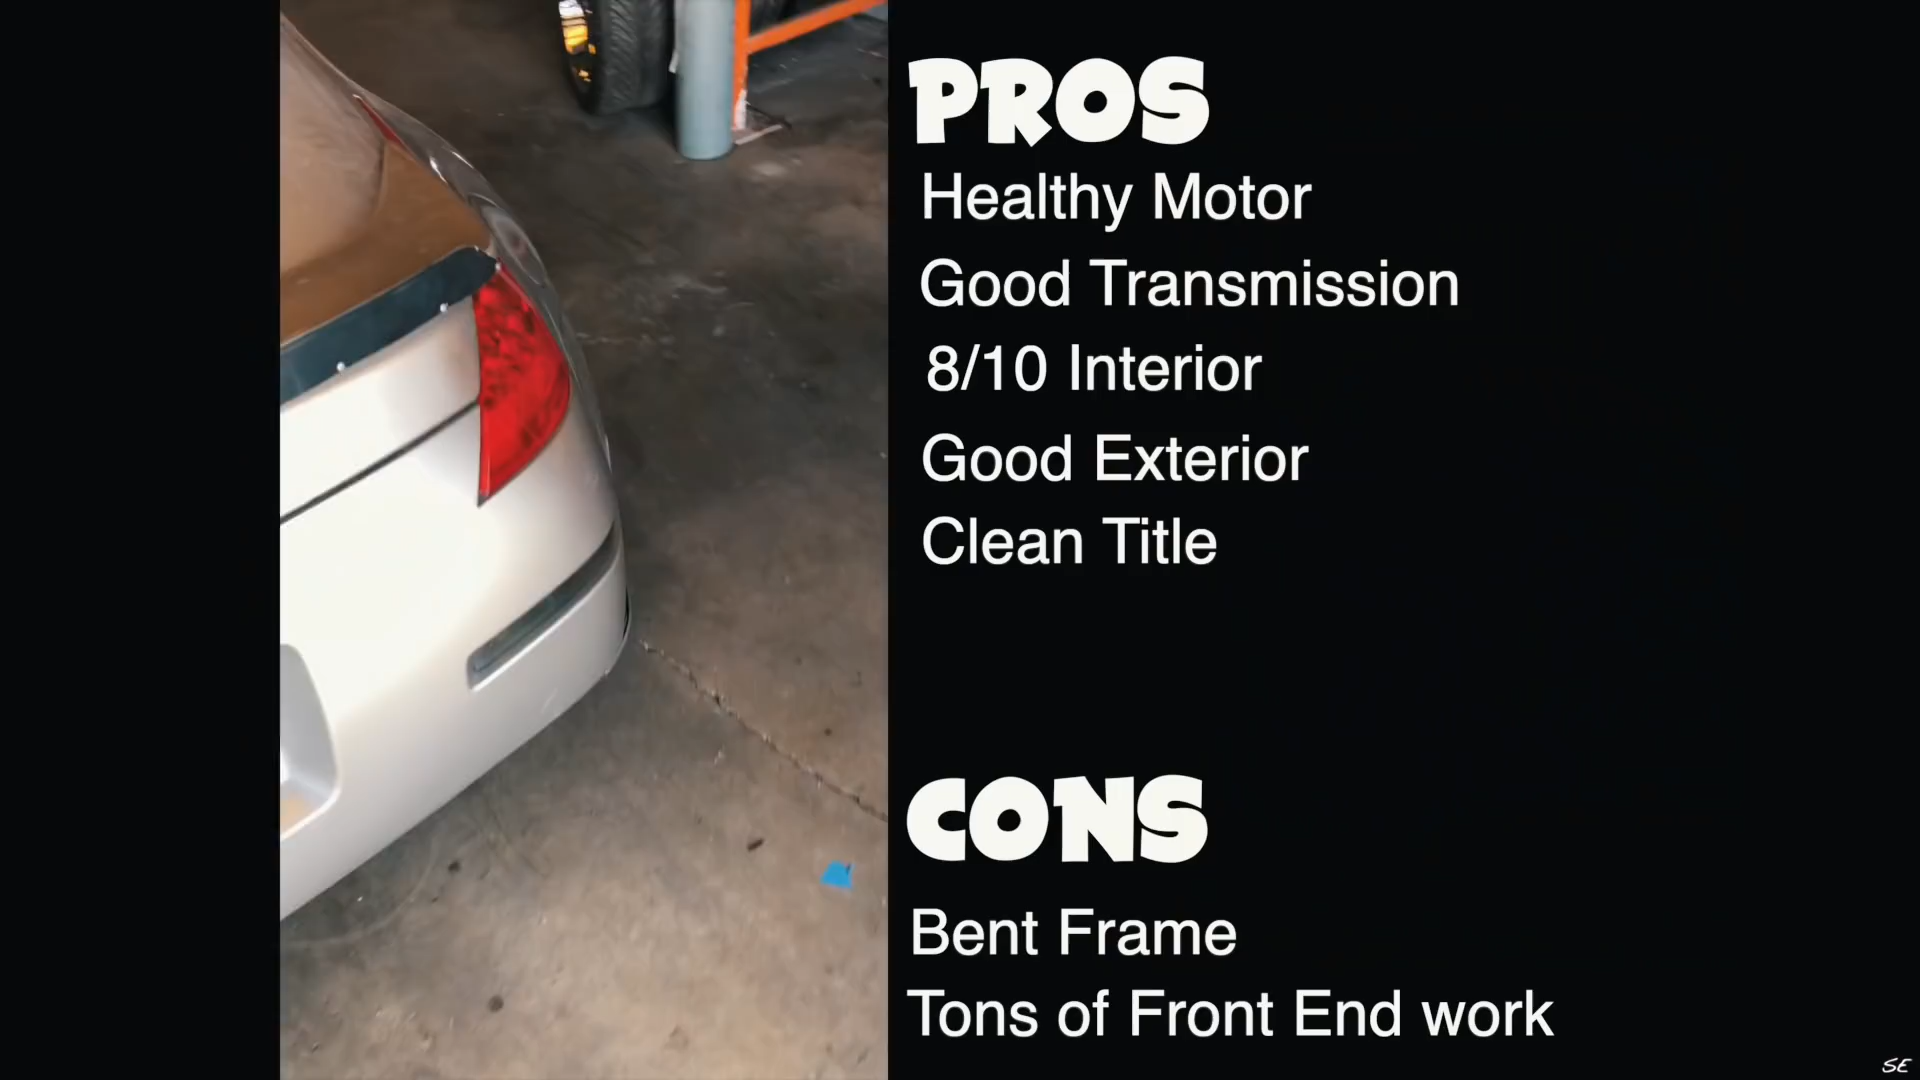 PROS
Healthy Motor
Good Transmission
8/10 Interior
Good Exterior
Clean Title
CONS
Bent Frame
Tons of Front End work
SE